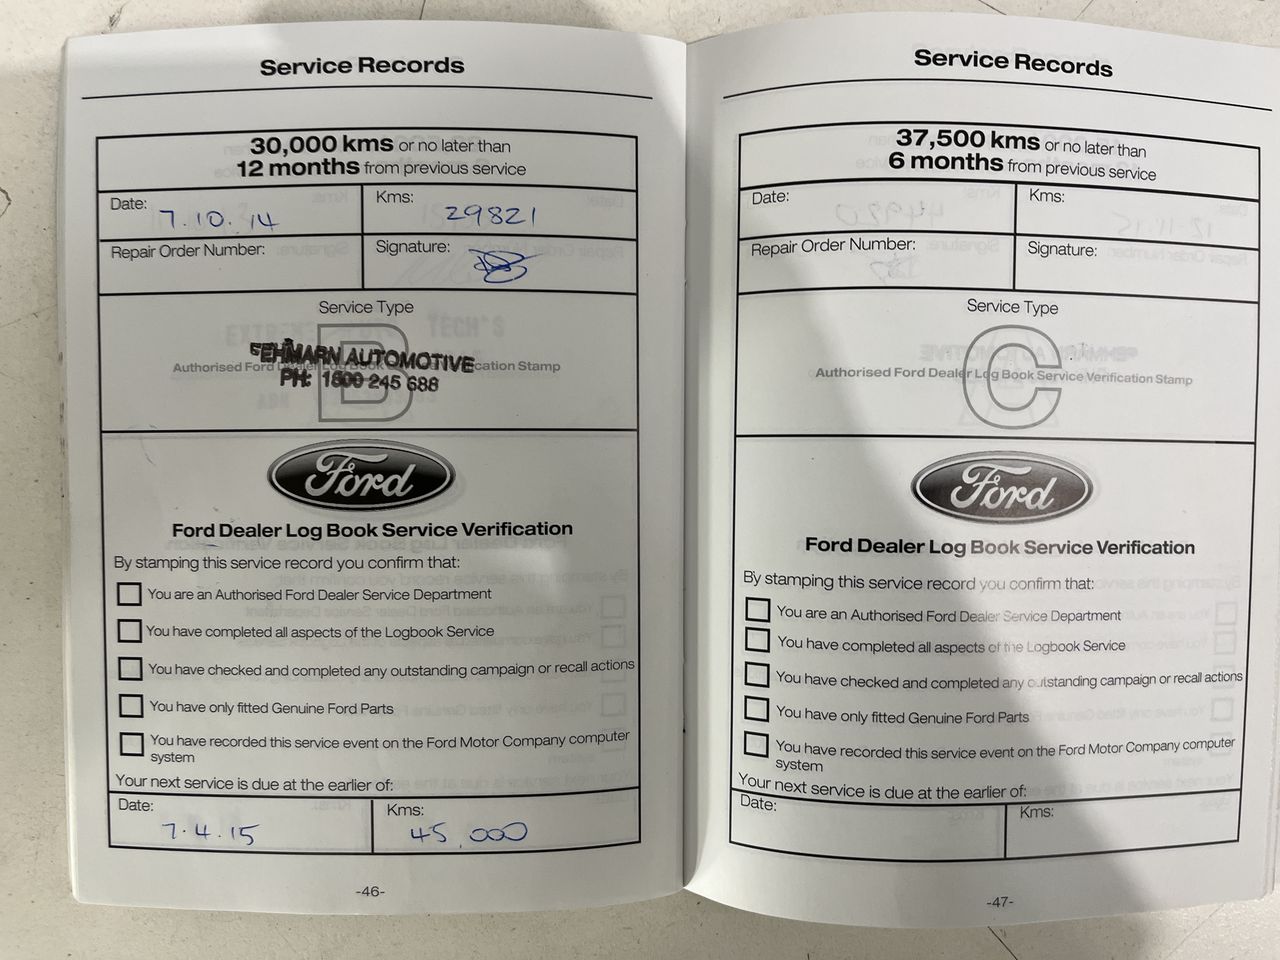 Service Records
30,000 kms or no later than
12 months from previous service
Date: 7.10.14
Kms: 29821
Repair Order Number:
Signature:
Service Type
B
Authorised Ford Dealer Log Book Service Verification Stamp
FEHMARN AUTOMOTIVE
PH: 1800 245 688
Ford
Ford Dealer Log Book Service Verification
By stamping this service record you confirm that:
You are an Authorised Ford Dealer Service Department
You have completed all aspects of the Logbook Service
You have checked and completed any outstanding campaign or recall actions
You have only fitted Genuine Ford Parts
You have recorded this service event on the Ford Motor Company computer
system
Your next service is due at the earlier of:
Date: 7.4.15
Kms: 45,000
-46-
Service Records
37,500 kms or no later than
6 months from previous service
Date:
Kms:
Repair Order Number:
Signature:
Service Type
C
Authorised Ford Dealer Log Book Service Verification Stamp
Ford
Ford Dealer Log Book Service Verification
By stamping this service record you confirm that:
You are an Authorised Ford Dealer Service Department
You have completed all aspects of the Logbook Service
You have checked and completed any outstanding campaign or recall actions
You have only fitted Genuine Ford Parts
You have recorded this service event on the Ford Motor Company computer
system
Your next service is due at the earlier of:
Date:
Kms:
-47-